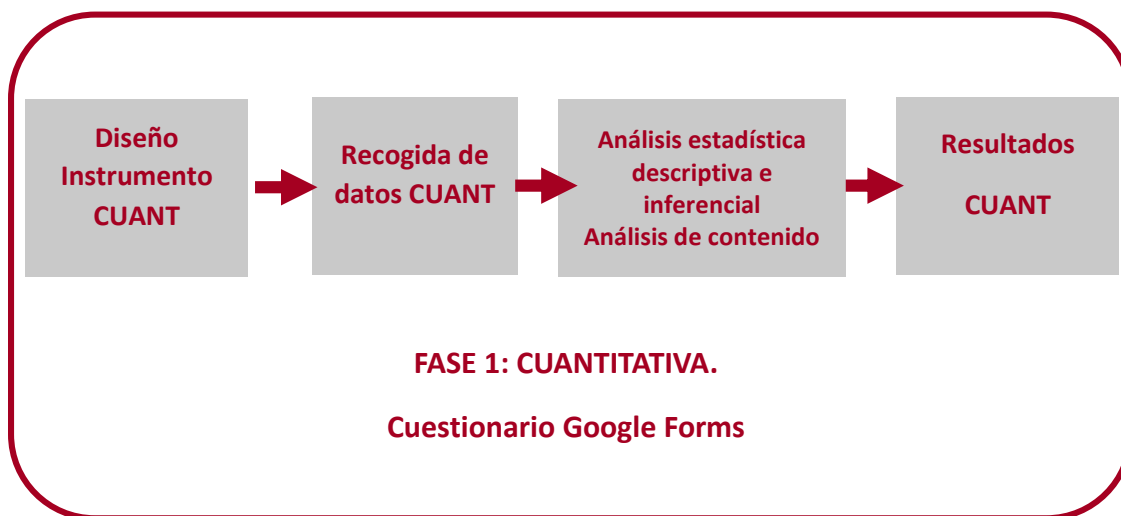 Diseño
Instrumento
CUANT
Recogida de
datos CUANT
Análisis estadística
descriptiva e
inferencial
Análisis de contenido
Resultados
CUANT
FASE 1: CUANTITATIVA.
Cuestionario Google Forms